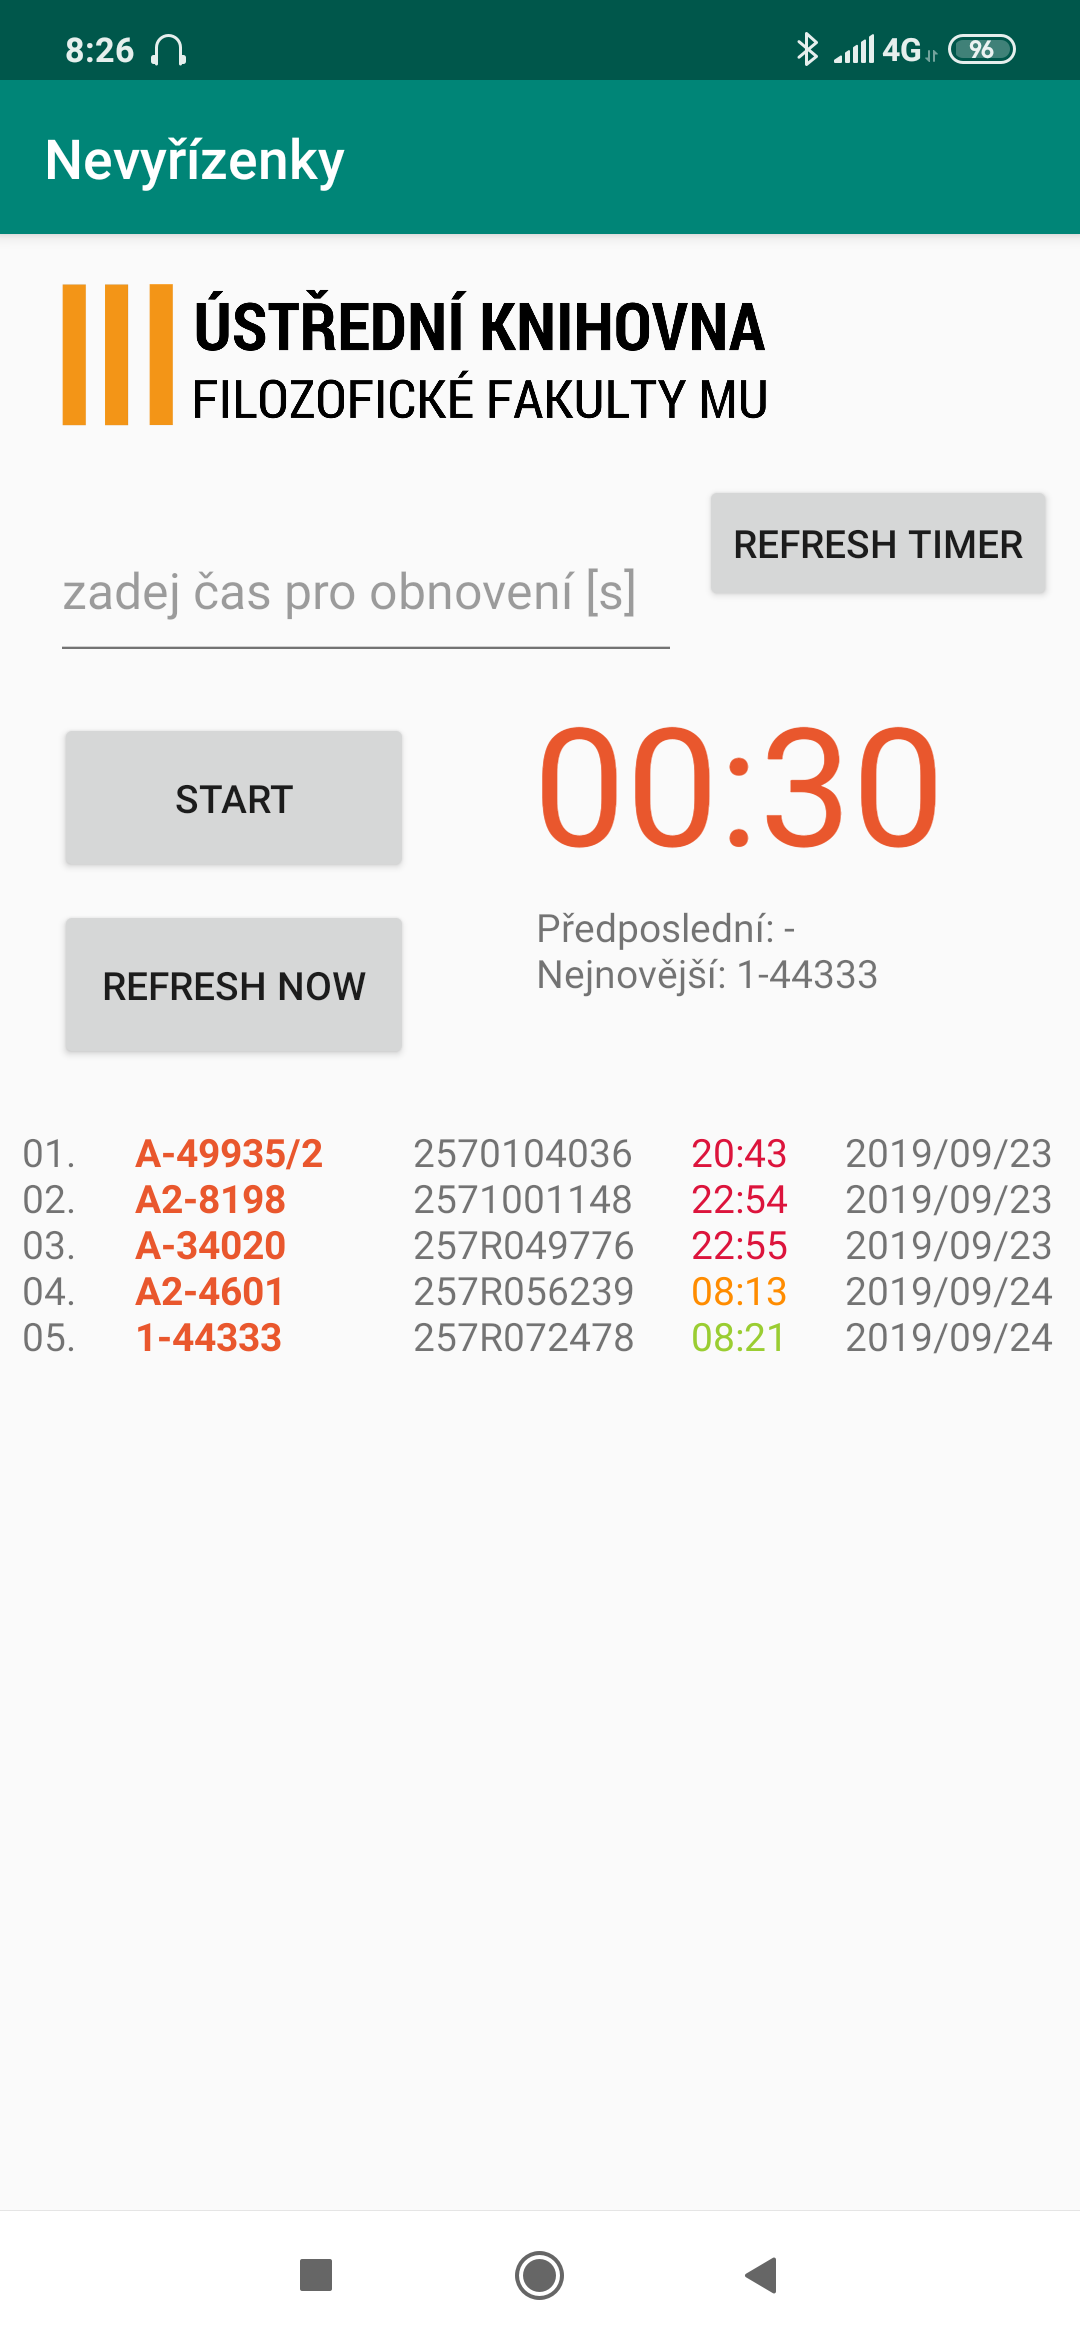 8:26 4G 96
Nevyřízenky
ÚSTŘEDNÍ KNIHOVNA
FILOZOFICKÉ FAKULTY MU
REFRESH TIMER
zadej čas pro obnovení [s]
START
00:30
Předposlední: -
Nejnovější: 1-44333
REFRESH NOW
01. A-49935/2 2570104036 20:43 2019/09/23
02. A2-8198 2571001148 22:54 2019/09/23
03. A-34020 257R049776 22:55 2019/09/23
04. A2-4601 257R056239 08:13 2019/09/24
05. 1-44333 257R072478 08:21 2019/09/24